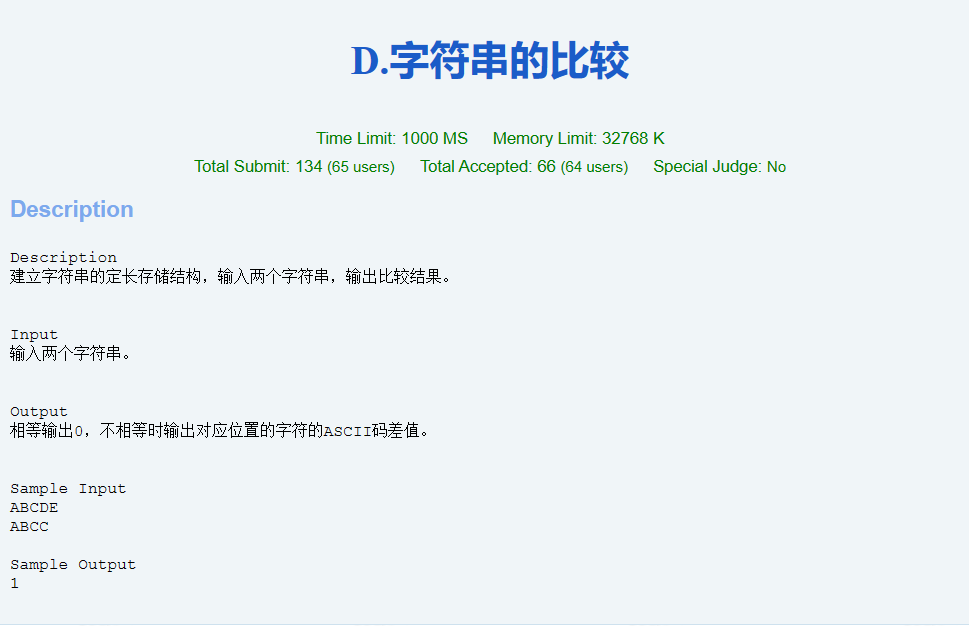 D.字符串的比较
Time Limit: 1000 MS Memory Limit: 32768 K
Total Submit: 134 (65 users) Total Accepted: 66 (64 users) Special Judge: No
Description
Description
建立字符串的定长存储结构，输入两个字符串，输出比较结果。
Input
输入两个字符串。
Output
相等输出0，不相等时输出对应位置的字符的ASCII码差值。
Sample Input
ABCDE
ABCC
Sample Output
1